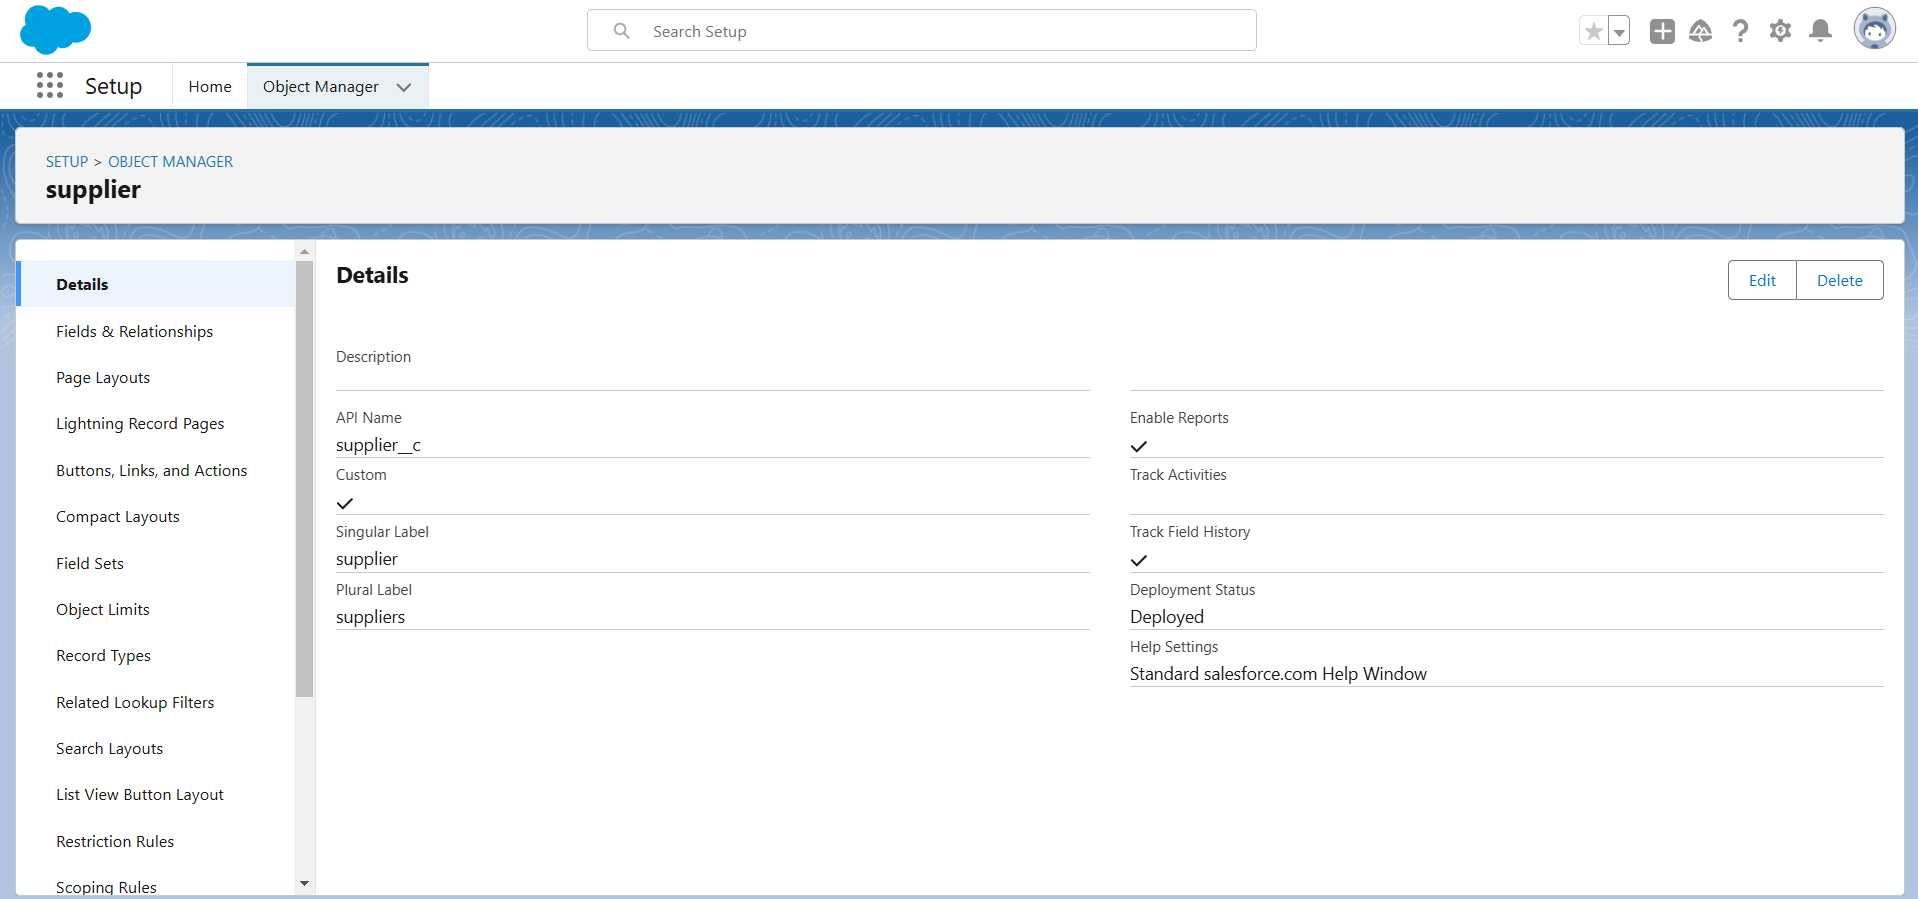 Search Setup
Setup
Home
Object Manager
SETUP > OBJECT MANAGER
supplier
Details
Fields & Relationships
Page Layouts
Lightning Record Pages
Buttons, Links, and Actions
Compact Layouts
Field Sets
Object Limits
Record Types
Related Lookup Filters
Search Layouts
List View Button Layout
Restriction Rules
Scoping Rules
Details
Edit
Delete
Description
API Name
supplier__c
Custom
Singular Label
supplier
Plural Label
suppliers
Enable Reports
Track Activities
Track Field History
Deployment Status
Deployed
Help Settings
Standard salesforce.com Help Window